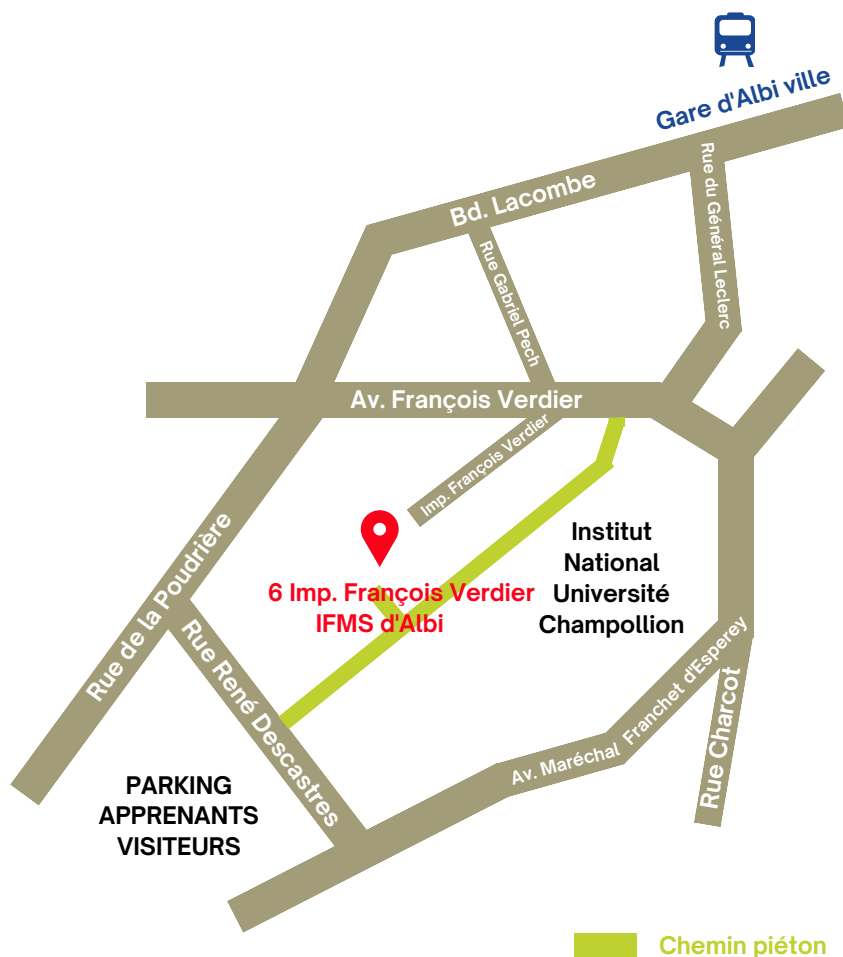 Gare d'Albi ville
Bd. Lacombe
Rue du Général Leclerc
Rue Gabriel Pech
Av. François Verdier
Imp. François Verdier
Institut
National
Université
Champollion
6 Imp. François Verdier
IFMS d'Albi
Rue de la Poudrière
Rue René Descastres
Av. Maréchal Franchet d'Esperey
Rue Charcot
PARKING
APPRENANTS
VISITEURS
Chemin piéton